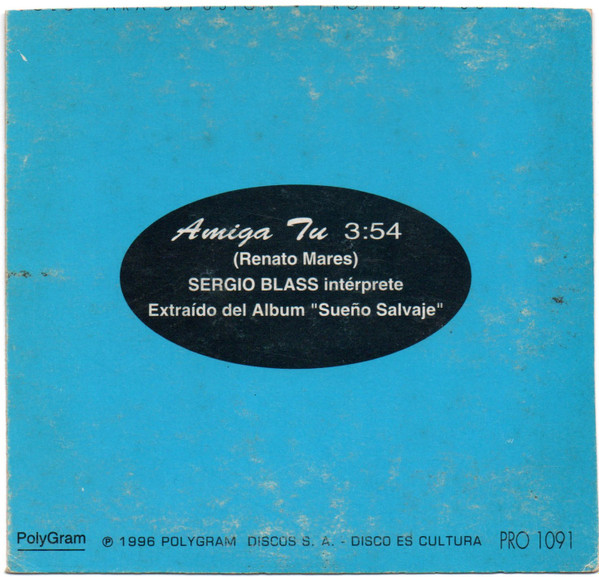 Amiga Tu 3:54
(Renato Mares)
SERGIO BLASS intérprete
Extraído del Album "Sueño Salvaje"
PolyGram ℗ 1996 POLYGRAM DISCOS S. A. - DISCO ES CULTURA PRO 1091